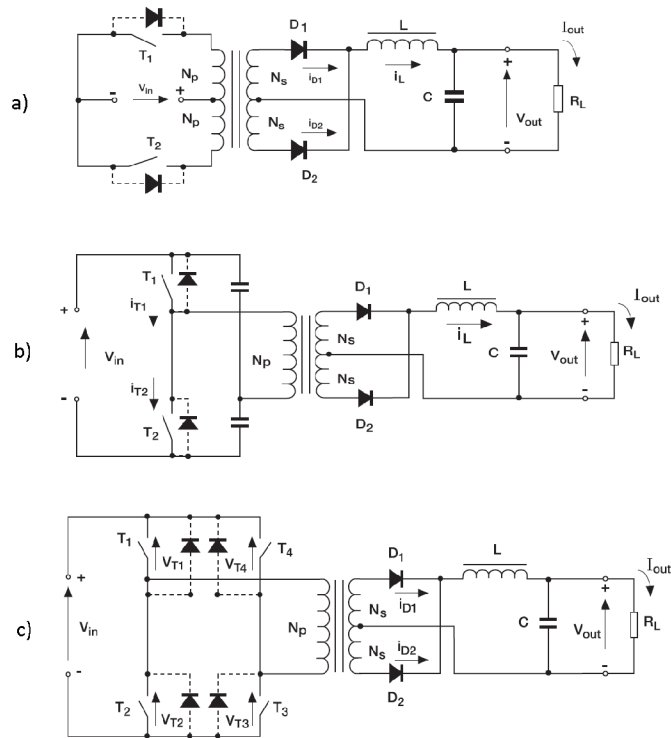 a)
T1
- Vin +
Np
Np
T2
Ns
Ns
D1
iD1
iD2
D2
L
iL
C
+
Vout
-
Iout
RL
b)
+
Vin
-
T1
iT1
iT2
T2
Np
Ns
Ns
D1
D2
L
iL
C
+
Vout
-
Iout
RL
c)
+
Vin
-
T1
VT1
VT4
T4
T2
VT2
VT3
T3
Np
Ns
Ns
D1
iD1
iD2
D2
L
C
+
Vout
-
Iout
RL